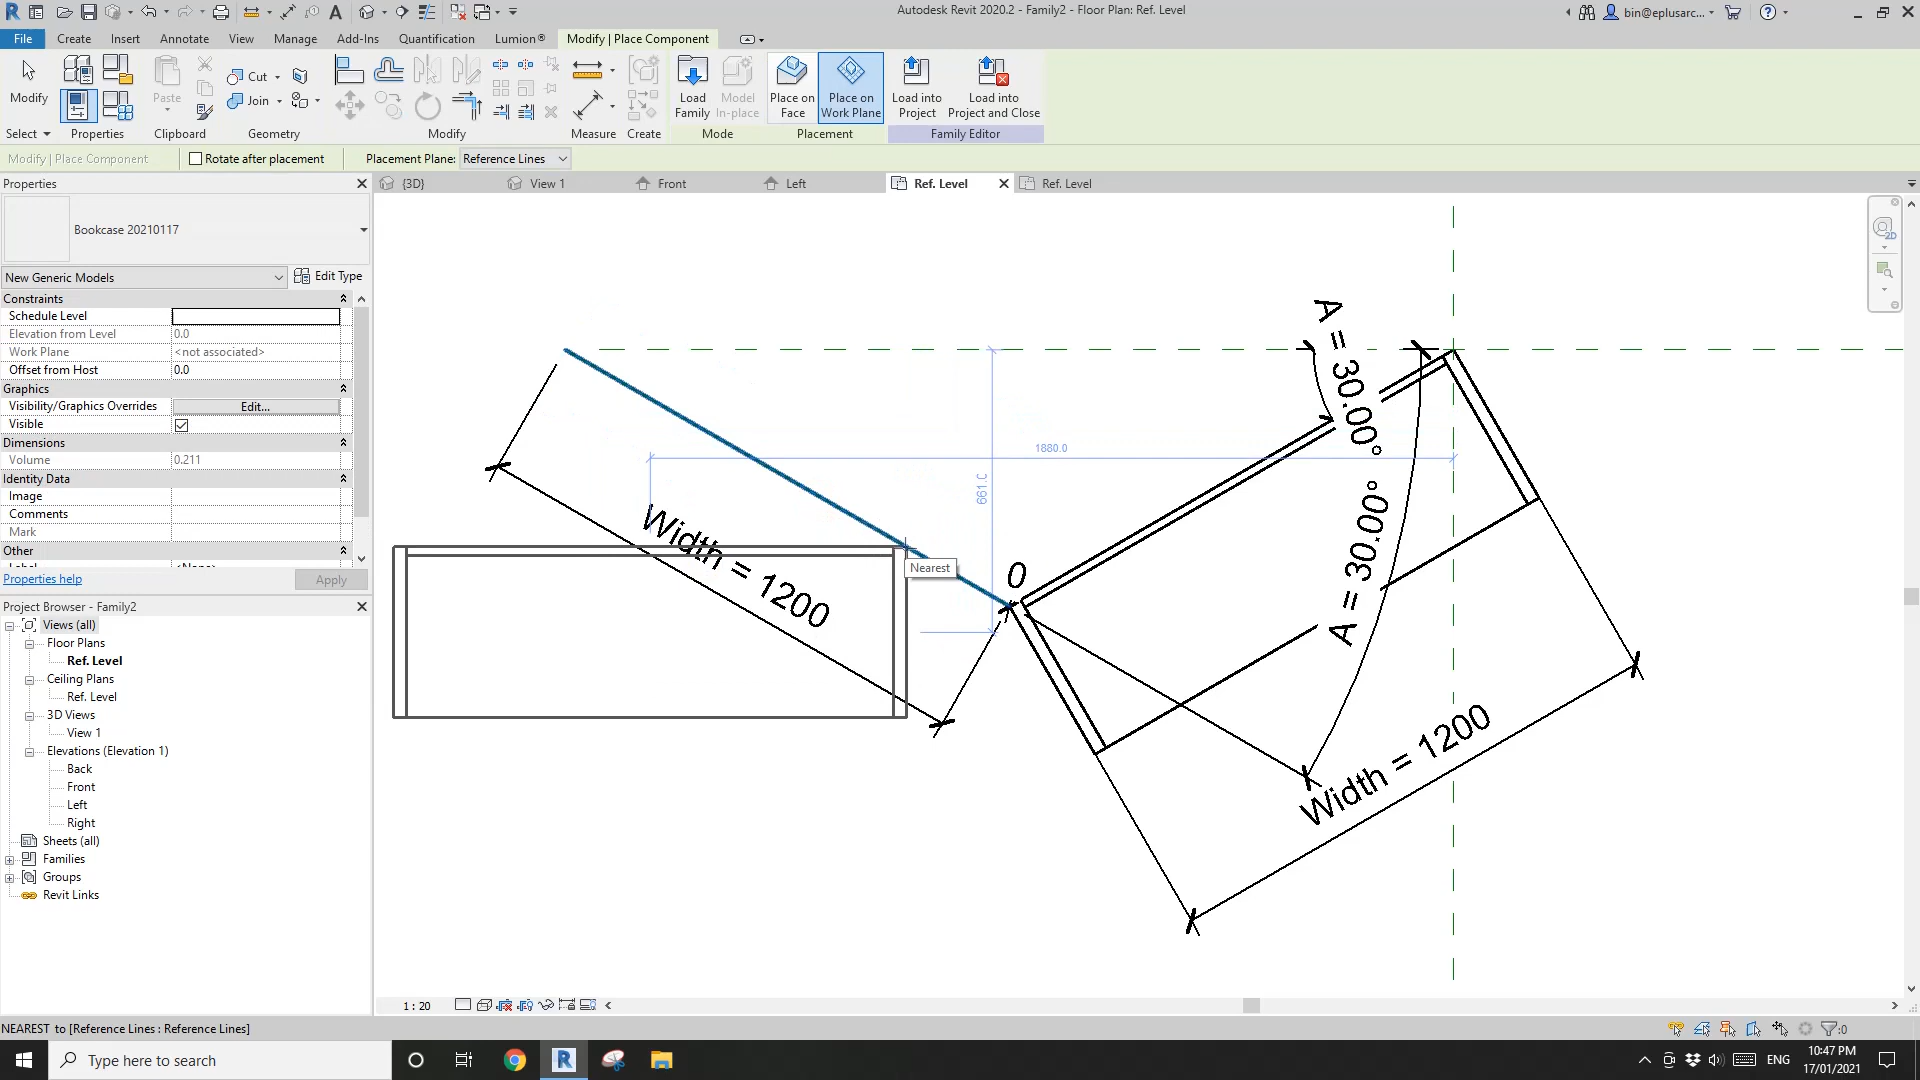 Autodesk Revit 2020.2 - Family2 - Floor Plan: Ref. Level
bin@eplusarc...
File Create Insert Annotate View Manage Add-Ins Quantification Lumion® Modify | Place Component
Modify
Paste
Cut
Join
Load Family
Model In-place
Place on Face
Place on Work Plane
Load into Project
Load into Project and Close
Select Properties Clipboard Geometry Modify Measure Create Mode Placement Family Editor
Modify | Place Component
Rotate after placement
Placement Plane: Reference Lines
Properties
{3D} View 1 Front Left Ref. Level Ref. Level
Bookcase 20210117
New Generic Models
Edit Type
Constraints
Schedule Level
Elevation from Level 0.0
Work Plane <not associated>
Offset from Host 0.0
Graphics
Visibility/Graphics Overrides Edit...
Visible
Dimensions
Volume 0.211
Identity Data
Image
Comments
Mark
Other
Properties help
Apply
Project Browser - Family2
Views (all)
Floor Plans
Ref. Level
Ceiling Plans
Ref. Level
3D Views
View 1
Elevations (Elevation 1)
Back
Front
Left
Right
Sheets (all)
Families
Groups
Revit Links
2D
A = 30.00°
1880.0
661.0
Width = 1200
Nearest
0
A = 30.00°
Width = 1200
1 : 20
NEAREST to [Reference Lines : Reference Lines]
:0
Type here to search
ENG
10:47 PM
17/01/2021